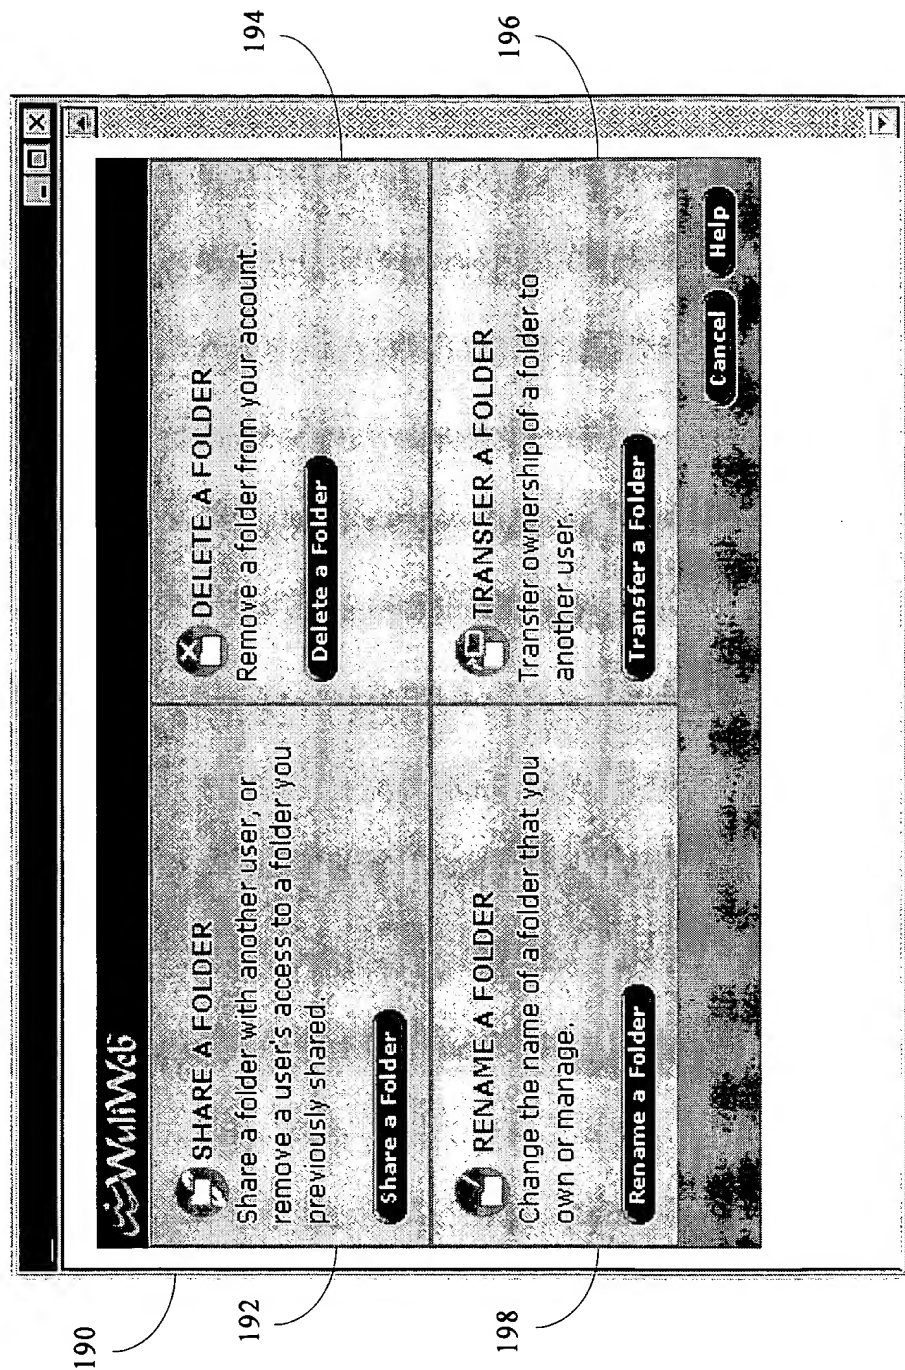 190
WuliWeb
192
SHARE A FOLDER
Share a folder with another user, or
remove a user's access to a folder you
previously shared.
Share a Folder
194
DELETE A FOLDER
Remove a folder from your account.
Delete a Folder
198
RENAME A FOLDER
Change the name of a folder that you
own or manage.
Rename a Folder
196
TRANSFER A FOLDER
Transfer ownership of a folder to
another user.
Transfer a Folder
Cancel
Help